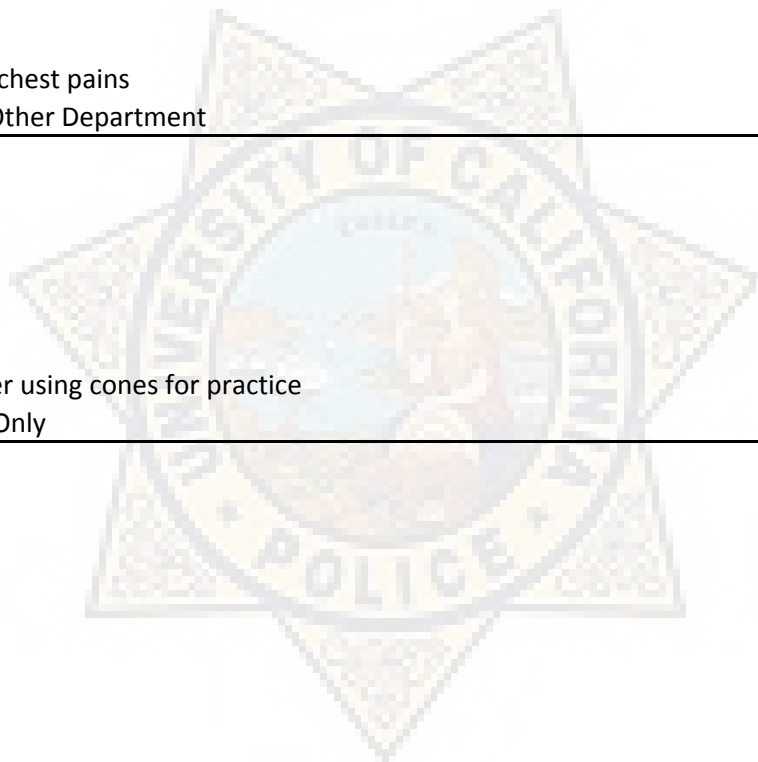 chest pains
Other Department
UNIVERSITY OF CALIFORNIA
er using cones for practice
Only
POLICE